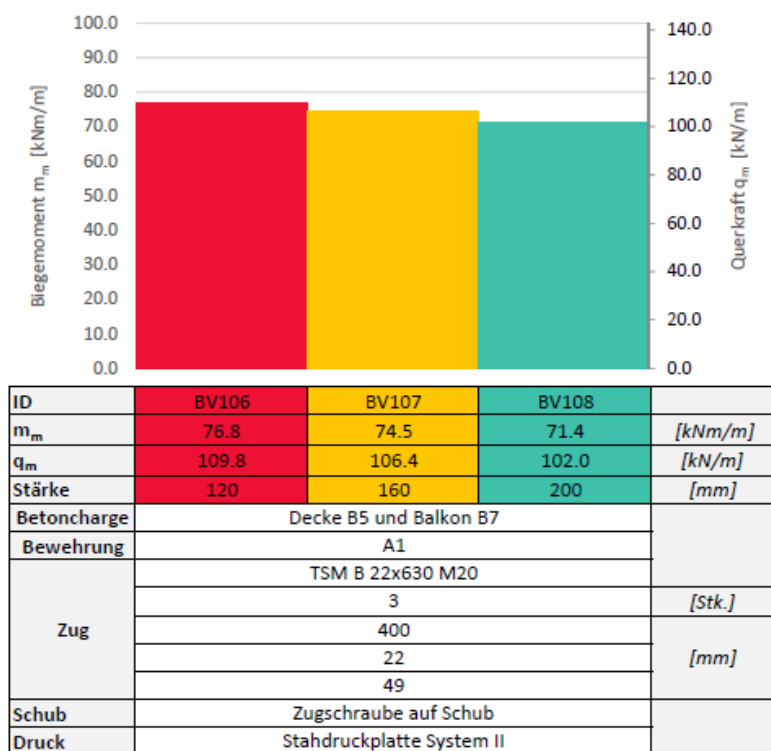 100.0
90.0
80.0
70.0
60.0
50.0
40.0
30.0
20.0
10.0
0.0
Biegemoment mm [kNm/m]
140.0
120.0
100.0
80.0
60.0
40.0
20.0
0.0
Querkraft qm [kN/m]
ID BV106 BV107 BV108
mm 76.8 74.5 71.4 [kNm/m]
qm 109.8 106.4 102.0 [kN/m]
Stärke 120 160 200 [mm]
Betoncharge Decke B5 und Balkon B7
Bewehrung A1
TSM B 22x630 M20
Zug 3 [Stk.]
400
22 [mm]
49
Schub Zugschraube auf Schub
Druck Stahdruckplatte System II